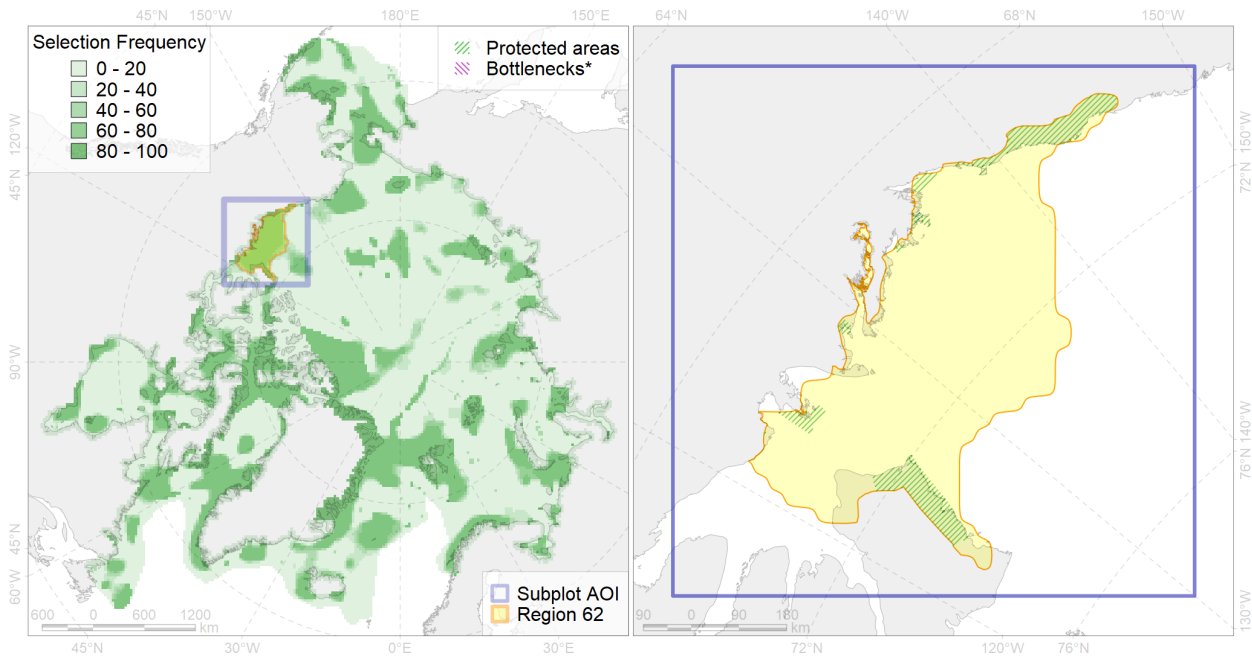 45°N 150°W 180°E 150°E 64°N 140°W 68°N 150°W
Selection Frequency
0 - 20
20 - 40
40 - 60
60 - 80
80 - 100
Protected areas
Bottlenecks*
120°W
45°N
90°W
45°N
60°W
150°W
72°N
140°W
76°N
130°W
Subplot AOI
Region 62
600 0 600 1200
km
90 0 90 180
km
45°N 30°W 0°E 30°E 72°N 120°W 76°N